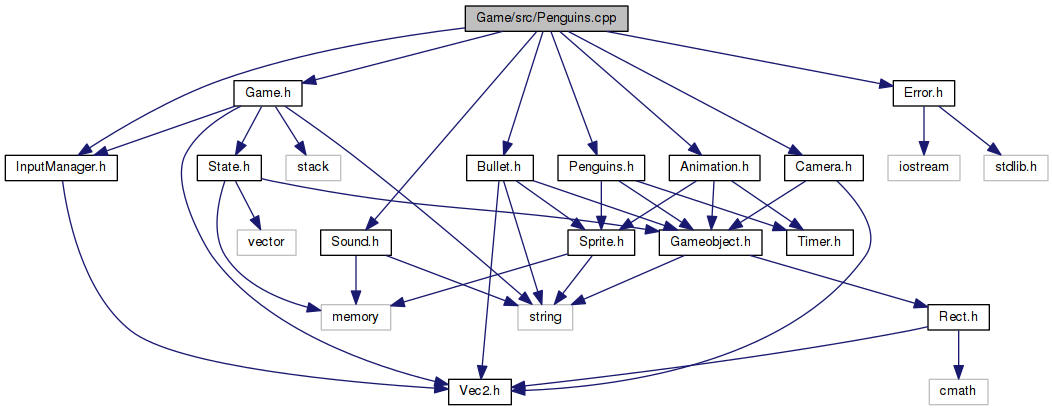 Game/src/Penguins.cpp
Game.h
Error.h
InputManager.h
State.h
stack
Bullet.h
Penguins.h
Animation.h
Camera.h
iostream
stdlib.h
vector
Sound.h
Sprite.h
Gameobject.h
Timer.h
memory
string
Rect.h
Vec2.h
cmath